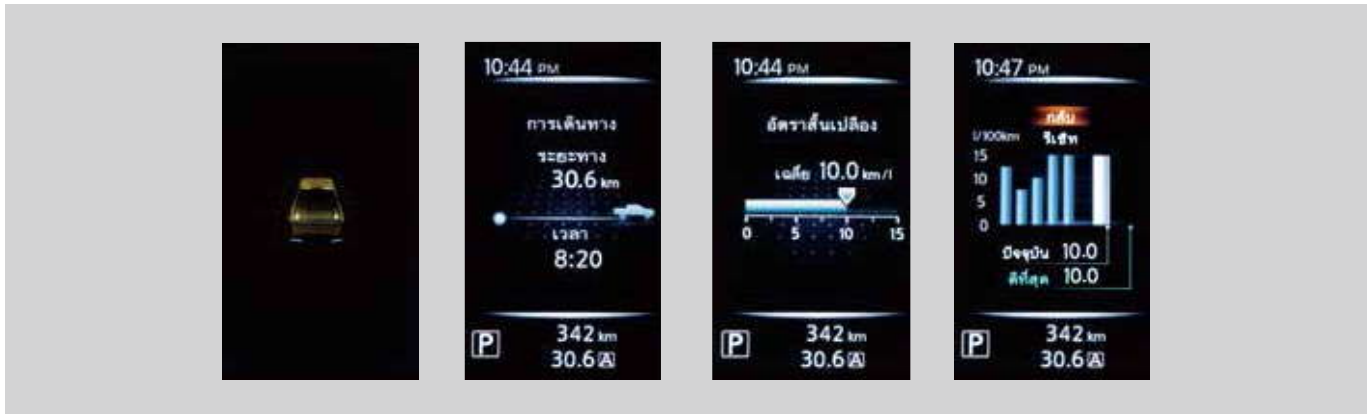 10:44 PM
การเดินทาง
ระยะทาง
30.6 km
เวลา
8:20
P
342 km
30.6 A
10:44 PM
อัตราสิ้นเปลือง
เฉลี่ย 10.0 km/l
0 5 10 15
P
342 km
30.6 A
10:47 PM
กลับ
l/100km รีเซ็ท
15
10
5
0
ปัจจุบัน 10.0
ดีที่สุด 10.0
P
342 km
30.6 A